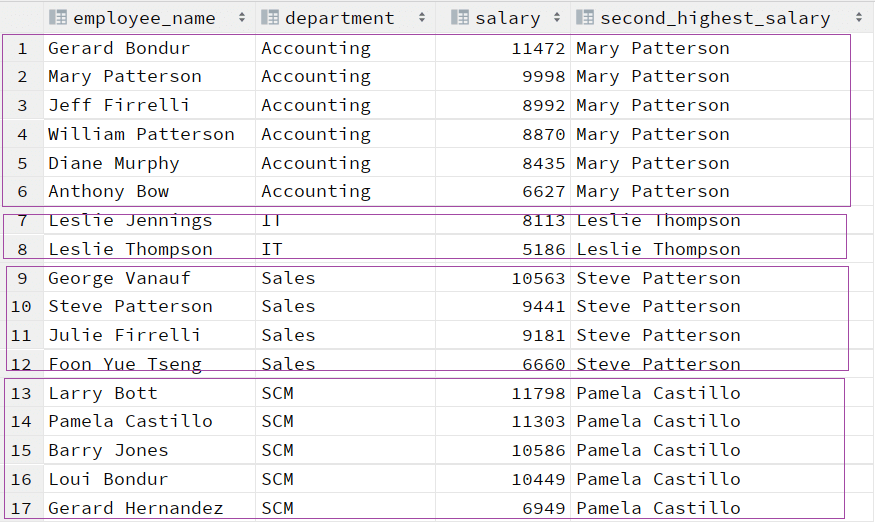 employee_name department salary second_highest_salary
1 Gerard Bondur Accounting 11472 Mary Patterson
2 Mary Patterson Accounting 9998 Mary Patterson
3 Jeff Firrelli Accounting 8992 Mary Patterson
4 William Patterson Accounting 8870 Mary Patterson
5 Diane Murphy Accounting 8435 Mary Patterson
6 Anthony Bow Accounting 6627 Mary Patterson
7 Leslie Jennings IT 8113 Leslie Thompson
8 Leslie Thompson IT 5186 Leslie Thompson
9 George Vanauf Sales 10563 Steve Patterson
10 Steve Patterson Sales 9441 Steve Patterson
11 Julie Firrelli Sales 9181 Steve Patterson
12 Foon Yue Tseng Sales 6660 Steve Patterson
13 Larry Bott SCM 11798 Pamela Castillo
14 Pamela Castillo SCM 11303 Pamela Castillo
15 Barry Jones SCM 10586 Pamela Castillo
16 Loui Bondur SCM 10449 Pamela Castillo
17 Gerard Hernandez SCM 6949 Pamela Castillo